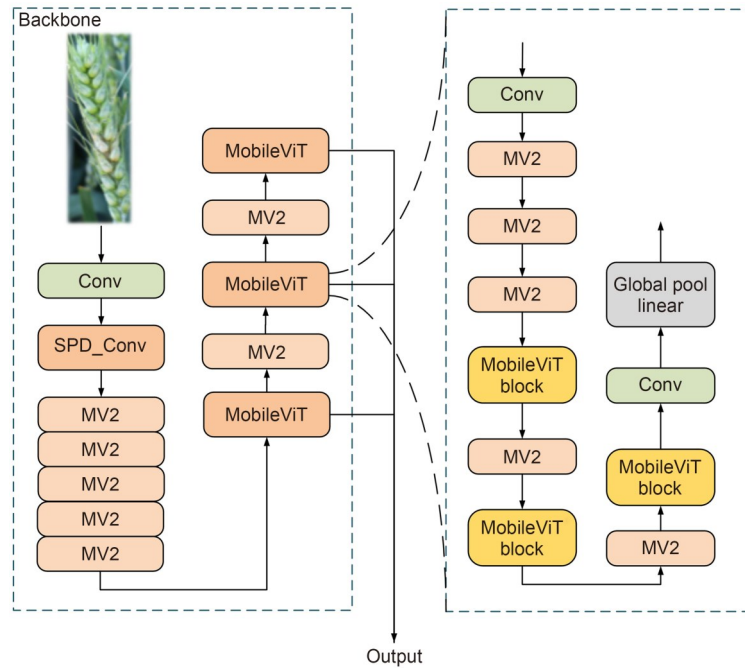 Backbone
Conv
SPD_Conv
MV2
MV2
MV2
MV2
MV2
MobileViT
MV2
MobileViT
MV2
MobileViT
Conv
MV2
MV2
MV2
MobileViT
block
MV2
MobileViT
block
Global pool
linear
Conv
MobileViT
block
MV2
Output